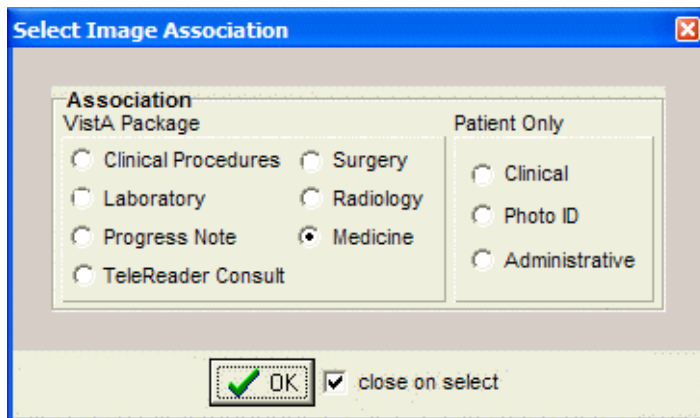 Select Image Association
Association
VistA Package
Patient Only
Clinical Procedures
Surgery
Laboratory
Radiology
Progress Note
Medicine
TeleReader Consult
Clinical
Photo ID
Administrative
OK
close on select